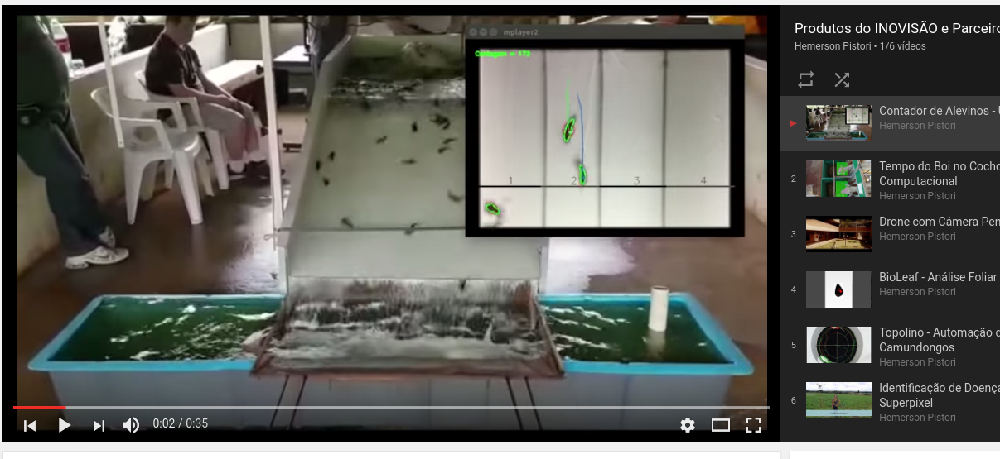 mplayer2
Contagem = 173
1 2 3 4
0:02 / 0:35
Produtos do INOVISÃO e Parceiro
Hemerson Pistori • 1/6 vídeos
Contador de Alevinos -
Hemerson Pistori
2
Tempo do Boi no Cocho
Computacional
Hemerson Pistori
3
Drone com Câmera Pen
Hemerson Pistori
4
BioLeaf - Análise Foliar
Hemerson Pistori
5
Topolino - Automação d
Camundongos
Hemerson Pistori
6
Identificação de Doença
Superpixel
Hemerson Pistori